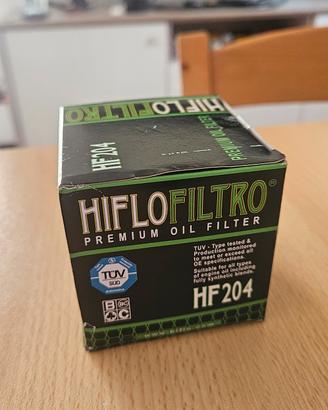 HIFLOFILTRO
PREMIUM OIL FILTER
HF204
HIFLOFILTRO®
PREMIUM OIL FILTER
TUV - Type tested &
Production monitored
to meet or exceed all
OE specifications.
Suitable for all types
of engine oil including
fully synthetic blends.
TÜV
SÜD
HF204